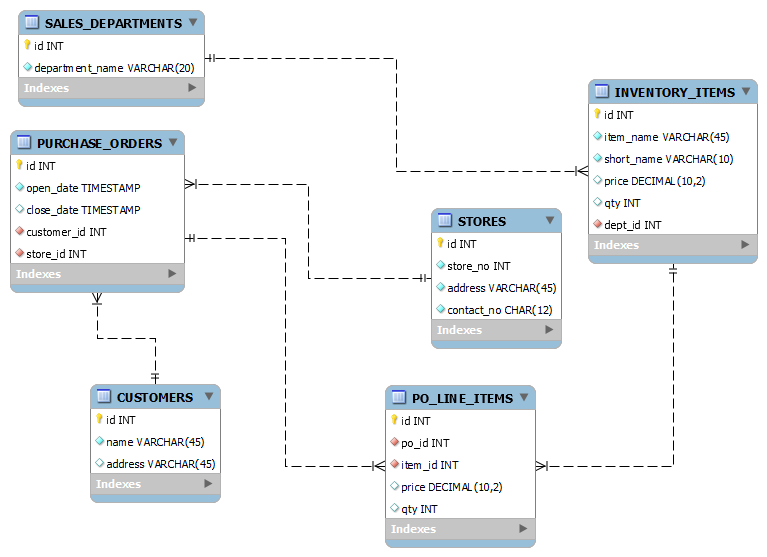 SALES_DEPARTMENTS
id INT
department_name VARCHAR(20)
Indexes
PURCHASE_ORDERS
id INT
open_date TIMESTAMP
close_date TIMESTAMP
customer_id INT
store_id INT
Indexes
CUSTOMERS
id INT
name VARCHAR(45)
address VARCHAR(45)
Indexes
STORES
id INT
store_no INT
address VARCHAR(45)
contact_no CHAR(12)
Indexes
PO_LINE_ITEMS
id INT
po_id INT
item_id INT
price DECIMAL(10,2)
qty INT
Indexes
INVENTORY_ITEMS
id INT
item_name VARCHAR(45)
short_name VARCHAR(10)
price DECIMAL(10,2)
qty INT
dept_id INT
Indexes